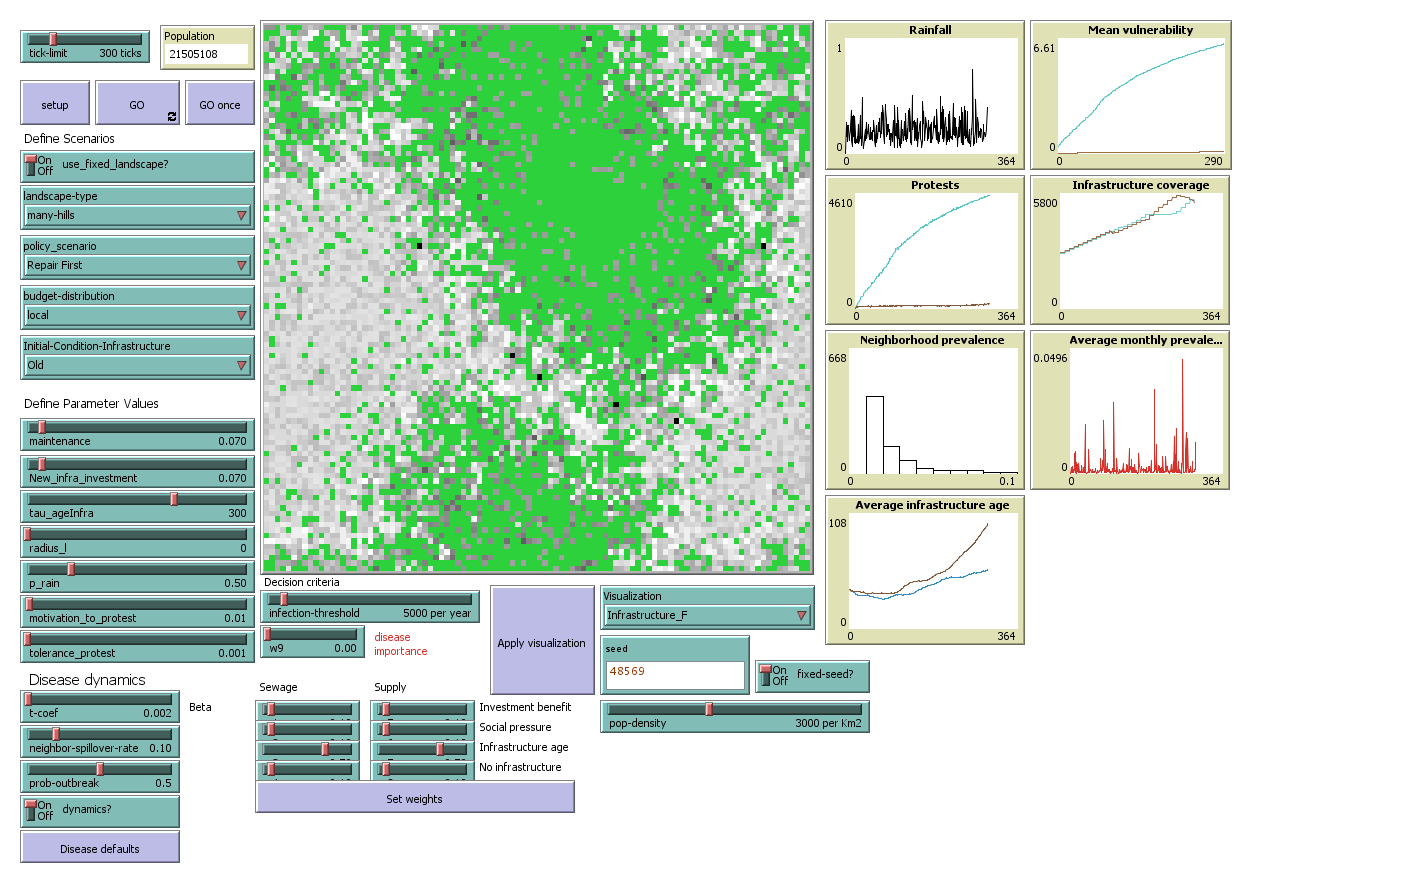 tick-limit 300 ticks
Population
21505108
setup
GO
GO once
Define Scenarios
On
Off
use_fixed_landscape?
landscape-type
many-hills
policy_scenario
Repair First
budget-distribution
local
Initial-Condition-Infrastructure
Old
Define Parameter Values
maintenance 0.070
New_infra_investment 0.070
tau_ageInfra 300
radius_l 0
p_rain 0.50
motivation_to_protest 0.01
tolerance_protest 0.001
Disease dynamics
t-coef 0.002
Beta
neighbor-spillover-rate 0.10
prob-outbreak 0.5
On
Off
dynamics?
Disease defaults
Decision criteria
infection-threshold 5000 per year
w9 0.00
disease
importance
Apply visualization
Visualization
Infrastructure_F
seed
48569
On
Off
fixed-seed?
pop-density 3000 per Km2
Sewage
Supply
Investment benefit
Social pressure
Infrastructure age
No infrastructure
Set weights
Rainfall
1
0
0 364
Mean vulnerability
6.61
0
0 290
Protests
4610
0
0 364
Infrastructure coverage
5800
0
0 364
Neighborhood prevalence
668
0
0 0.1
Average monthly prevale...
0.0496
0
0 364
Average infrastructure age
108
0
0 364